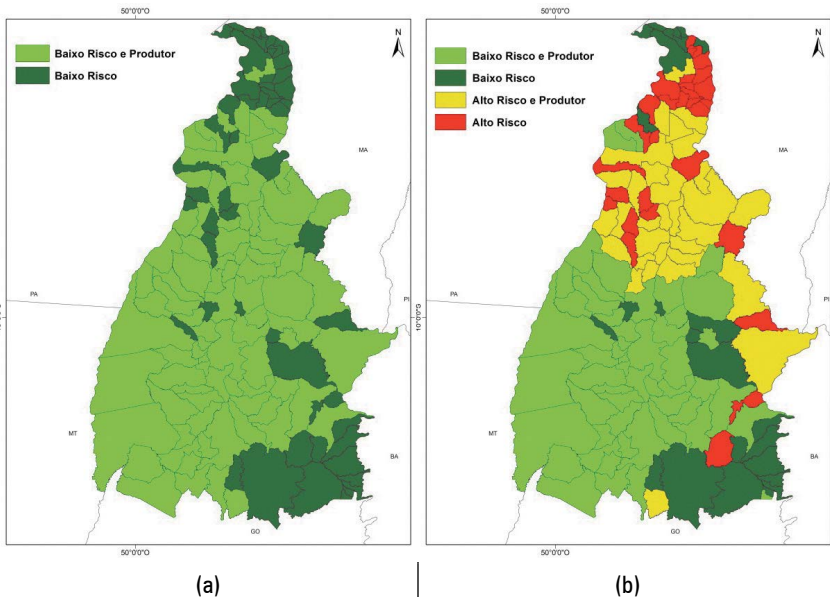 50°0'0"O
N
Baixo Risco e Produtor
Baixo Risco
MA
PA
PI
10°0'0"S
MT
BA
GO
50°0'0"O
(a)
50°0'0"O
N
Baixo Risco e Produtor
Baixo Risco
Alto Risco e Produtor
Alto Risco
MA
PA
PI
10°0'0"S
MT
BA
GO
50°0'0"O
(b)